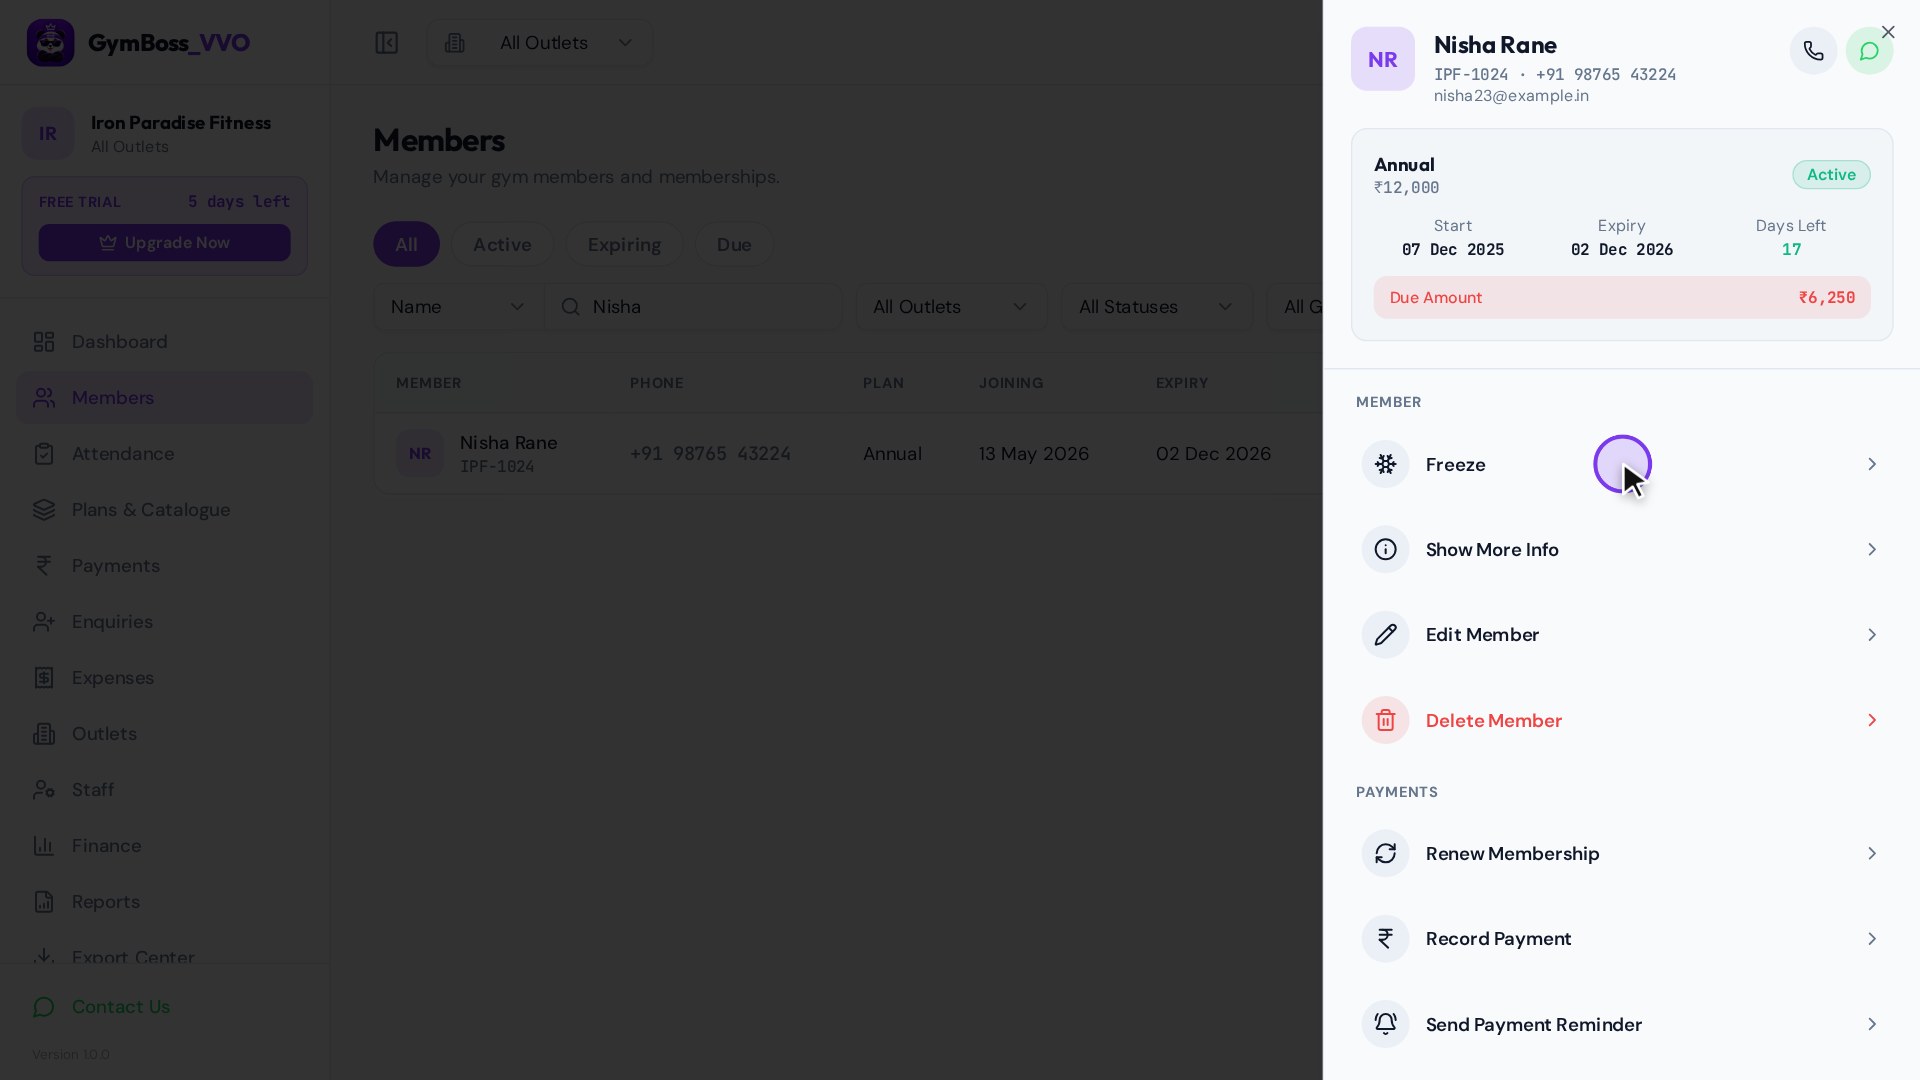 GymBoss_VVO
All Outlets
IR
Iron Paradise Fitness
All Outlets
FREE TRIAL
5 days left
Upgrade Now
Dashboard
Members
Attendance
Plans & Catalogue
Payments
Enquiries
Expenses
Outlets
Staff
Finance
Reports
Export Center
Contact Us
Version 1.0.0
Members
Manage your gym members and memberships.
All
Active
Expiring
Due
Name
Nisha
All Outlets
All Statuses
All G
MEMBER PHONE PLAN JOINING EXPIRY
NR
Nisha Rane
IPF-1024
+91 98765 43224
Annual
13 May 2026
02 Dec 2026
NR
Nisha Rane
IPF-1024 · +91 98765 43224
nisha23@example.in
Annual
₹12,000
Active
Start Expiry Days Left
07 Dec 2025 02 Dec 2026 17
Due Amount ₹6,250
MEMBER
Freeze
Show More Info
Edit Member
Delete Member
PAYMENTS
Renew Membership
Record Payment
Send Payment Reminder